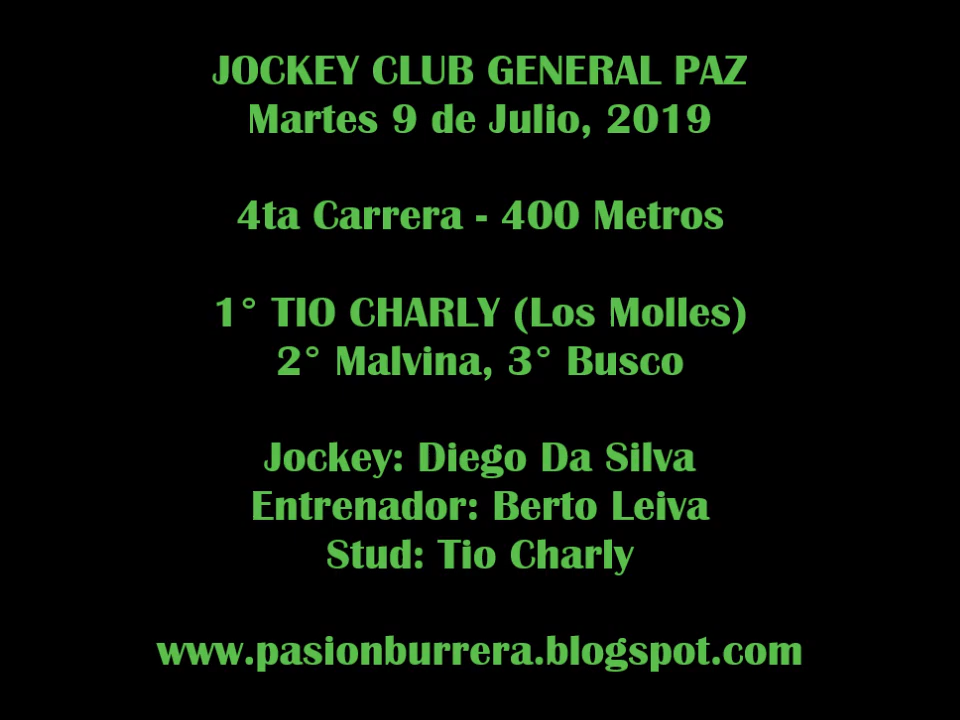 JOCKEY CLUB GENERAL PAZ
Martes 9 de Julio, 2019
4ta Carrera - 400 Metros
1° TIO CHARLY (Los Molles)
2° Malvina, 3° Busco
Jockey: Diego Da Silva
Entrenador: Berto Leiva
Stud: Tio Charly
www.pasionburrera.blogspot.com